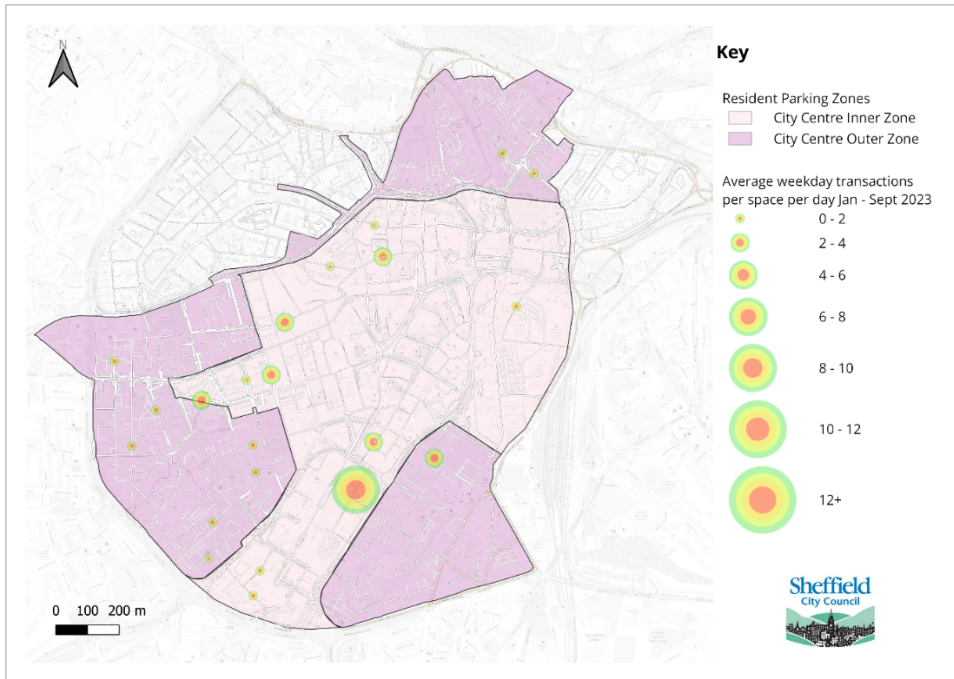 N
Key
Resident Parking Zones
City Centre Inner Zone
City Centre Outer Zone
Average weekday transactions
per space per day Jan - Sept 2023
0 - 2
2 - 4
4 - 6
6 - 8
8 - 10
10 - 12
12+
0 100 200 m
Sheffield
City Council